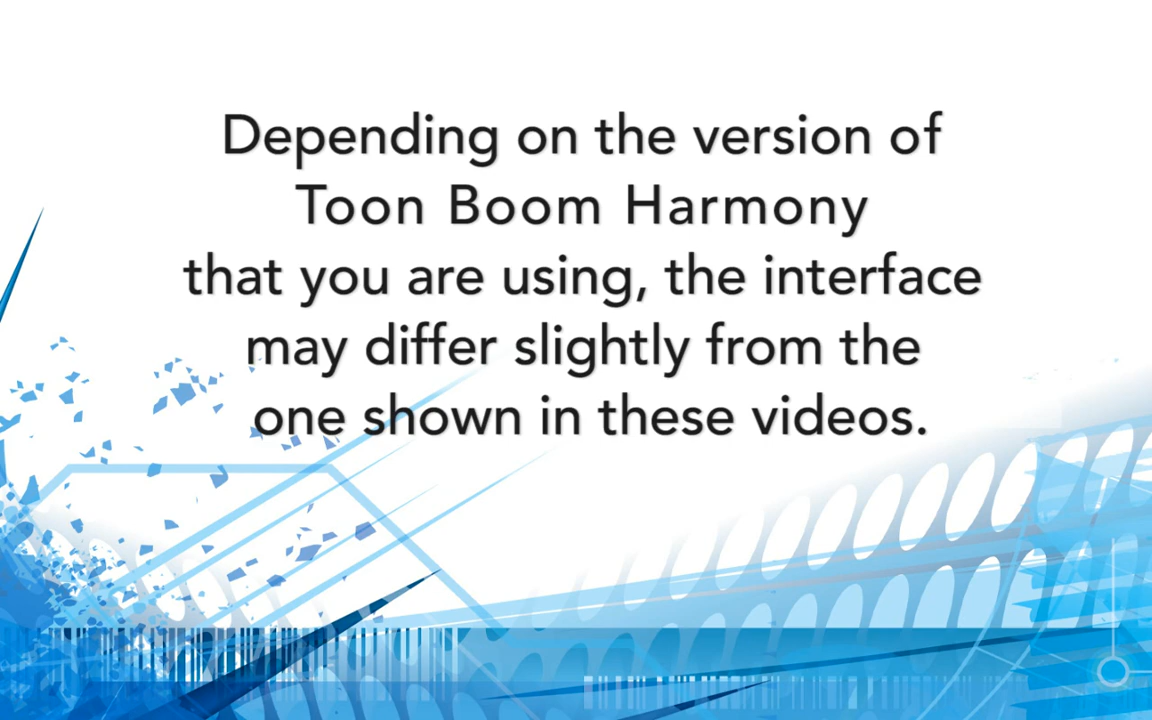 Depending on the version of
Toon Boom Harmony
that you are using, the interface
may differ slightly from the
one shown in these videos.